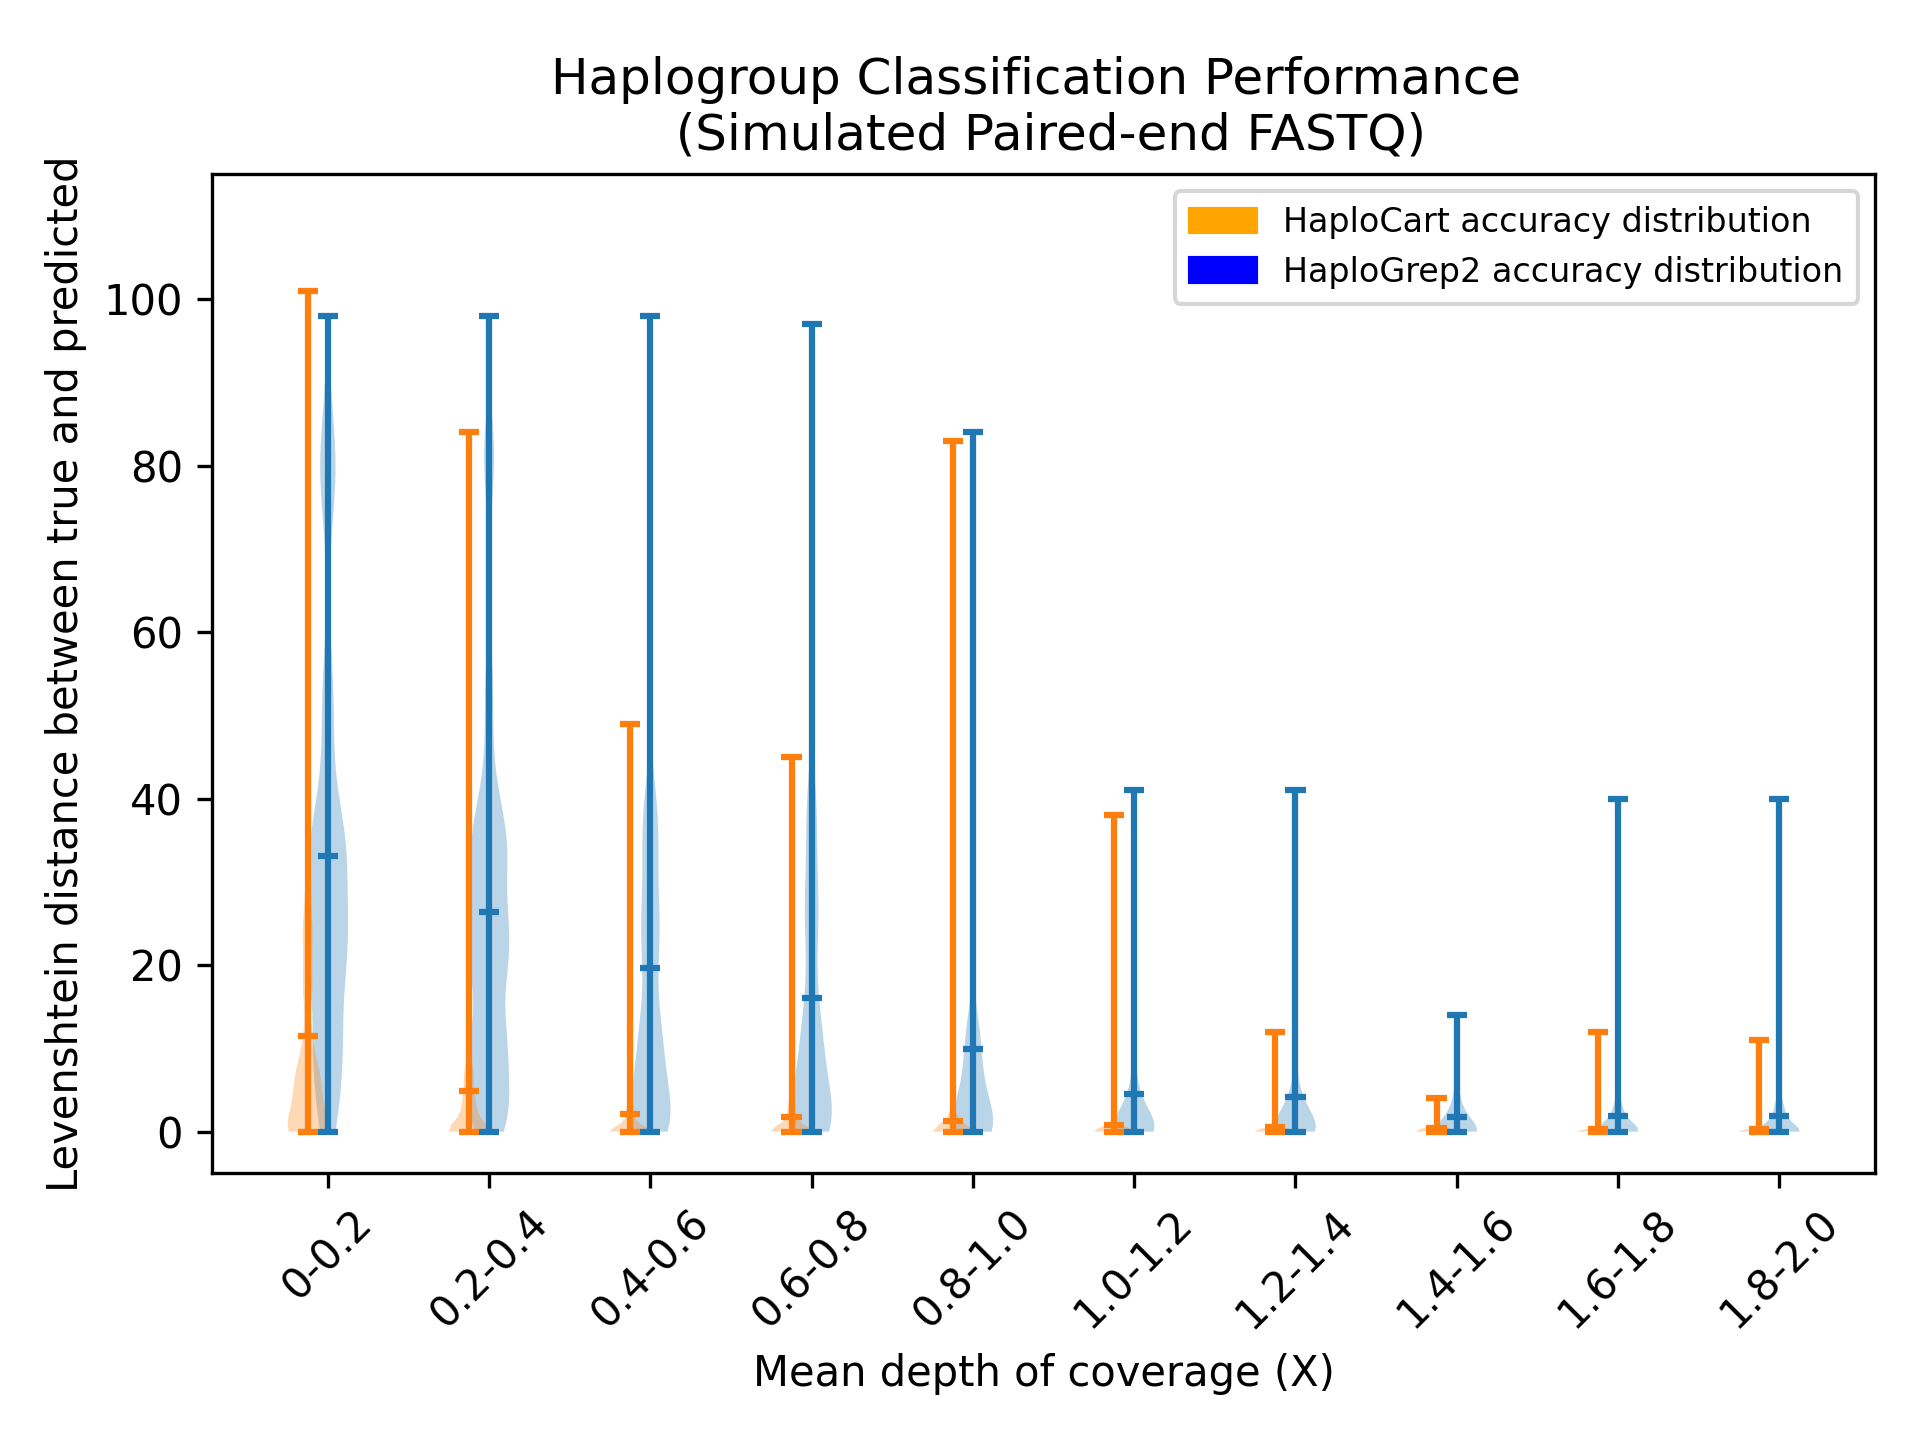 Haplogroup Classification Performance
(Simulated Paired-end FASTQ)
HaploCart accuracy distribution
HaploGrep2 accuracy distribution
Levenshtein distance between true and predicted
100
80
60
40
20
0
0-0.2
0.2-0.4
0.4-0.6
0.6-0.8
0.8-1.0
1.0-1.2
1.2-1.4
1.4-1.6
1.6-1.8
1.8-2.0
Mean depth of coverage (X)